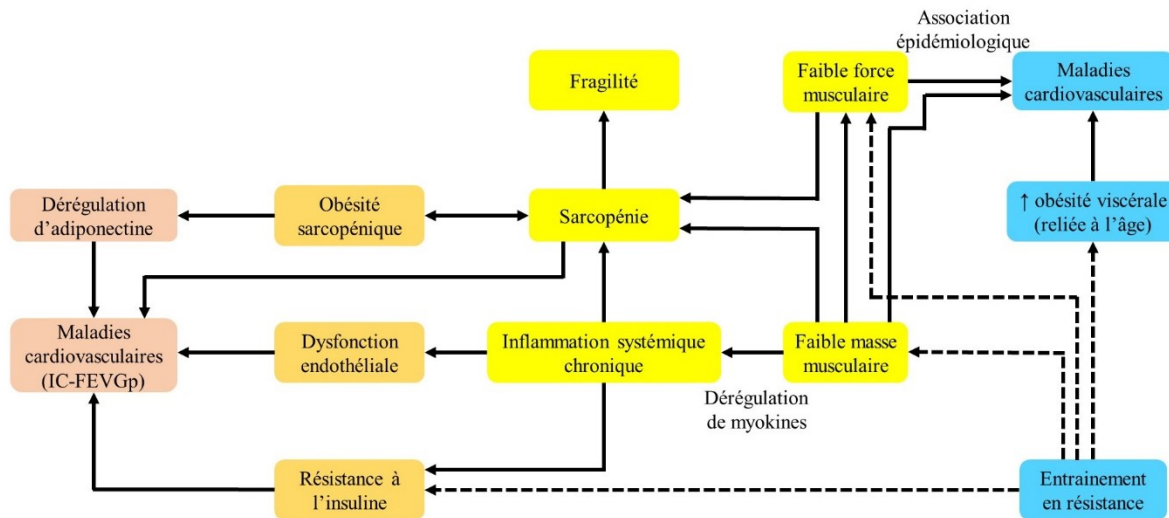 Association
épidémiologique
Fragilité
Faible force
musculaire
Maladies
cardiovasculaires
Dérégulation
d’adiponectine
Obésité
sarcopénique
Sarcopénie
↑ obésité viscérale
(reliée à l’âge)
Maladies
cardiovasculaires
(IC-FEVGp)
Dysfonction
endothéliale
Inflammation systémique
chronique
Faible masse
musculaire
Dérégulation
de myokines
Résistance à
l’insuline
Entrainement
en résistance